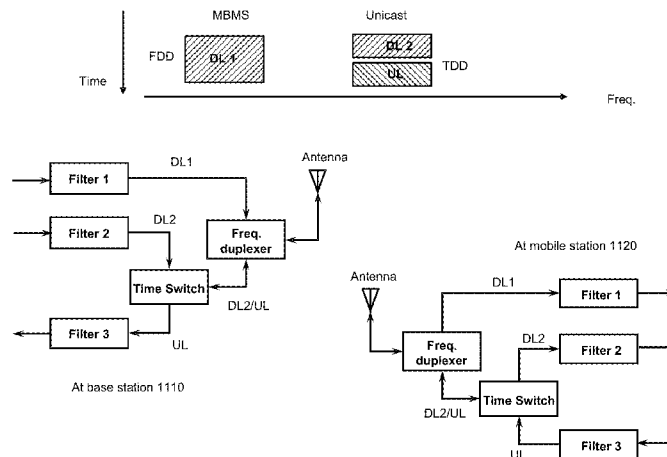 MBMS
Unicast
FDD
DL 1
DL 2
UL
TDD
Time
Freq.
Antenna
DL1
Filter 1
DL2
Filter 2
Freq.
duplexer
Time Switch
DL2/UL
Filter 3
UL
At base station 1110
At mobile station 1120
Antenna
DL1
Filter 1
Freq.
duplexer
DL2
Filter 2
DL2/UL
Time Switch
UL
Filter 3